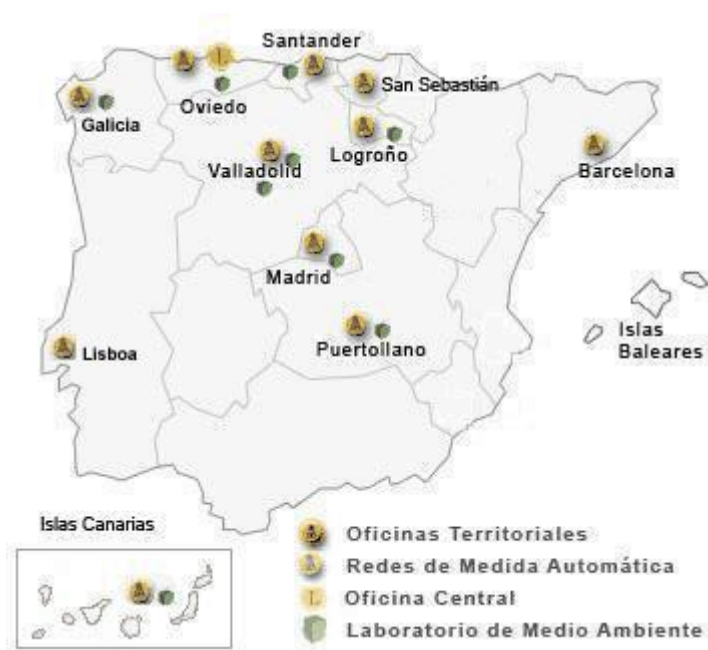 Santander
San Sebastián
Oviedo
Galicia
Logroño
Valladolid
Barcelona
Madrid
Islas
Baleares
Puertollano
Lisboa
Islas Canarias
Oficinas Territoriales
Redes de Medida Automática
L Oficina Central
Laboratorio de Medio Ambiente